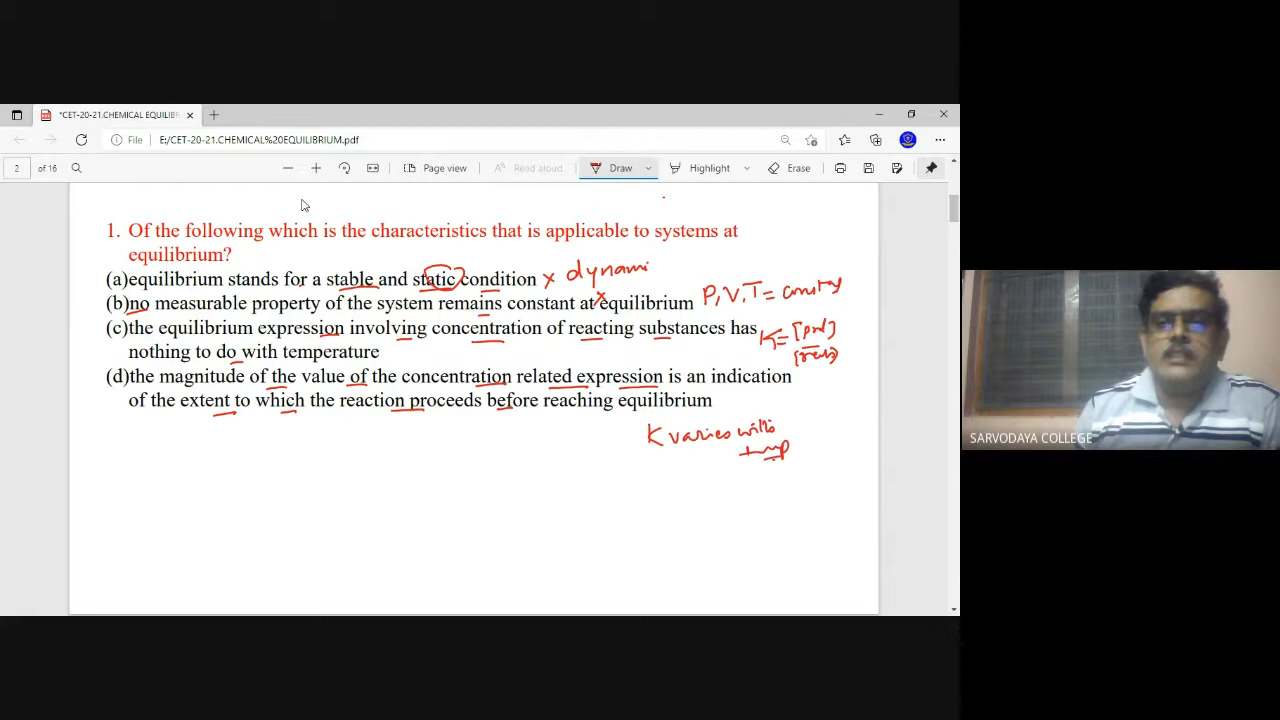 *CET-20-21.CHEMICAL EQUILIB
File E:/CET-20-21.CHEMICAL%20EQUILIBRIUM.pdf
2 of 16 Page view Read aloud Draw Highlight Erase
1. Of the following which is the characteristics that is applicable to systems at
equilibrium?
(a)equilibrium stands for a stable and static condition x dynami
(b)no measurable property of the system remains constant at equilibrium P, V, T = constay
x
(c)the equilibrium expression involving concentration of reacting substances has
nothing to do with temperature
K = [prd]
(d)the magnitude of the value of the concentration related expression is an indication
of the extent to which the reaction proceeds before reaching equilibrium
K varies with
temp
SARVODAYA COLLEGE